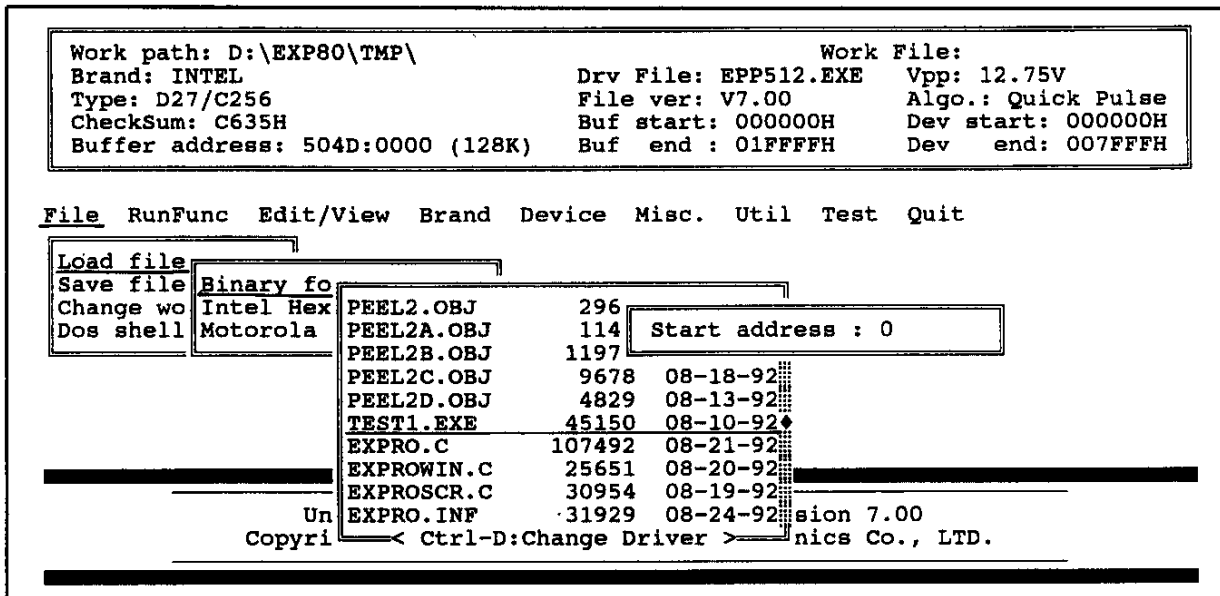 Work path: D:\EXP80\TMP\ Work File:
Brand: INTEL Drv File: EPP512.EXE Vpp: 12.75V
Type: D27/C256 File ver: V7.00 Algo.: Quick Pulse
CheckSum: C635H Buf start: 000000H Dev start: 000000H
Buffer address: 504D:0000 (128K) Buf end : 01FFFFH Dev end: 007FFFH
File RunFunc Edit/View Brand Device Misc. Util Test Quit
Load file
Save file Binary fo
Change wo Intel Hex PEEL2.OBJ 296
Dos shell Motorola PEEL2A.OBJ 114 Start address : 0
PEEL2B.OBJ 1197
PEEL2C.OBJ 9678 08-18-92
PEEL2D.OBJ 4829 08-13-92
TEST1.EXE 45150 08-10-92
EXPRO.C 107492 08-21-92
EXPROWIN.C 25651 08-20-92
EXPROSCR.C 30954 08-19-92
Un EXPRO.INF 31929 08-24-92 sion 7.00
Copyri < Ctrl-D:Change Driver > nics Co., LTD.